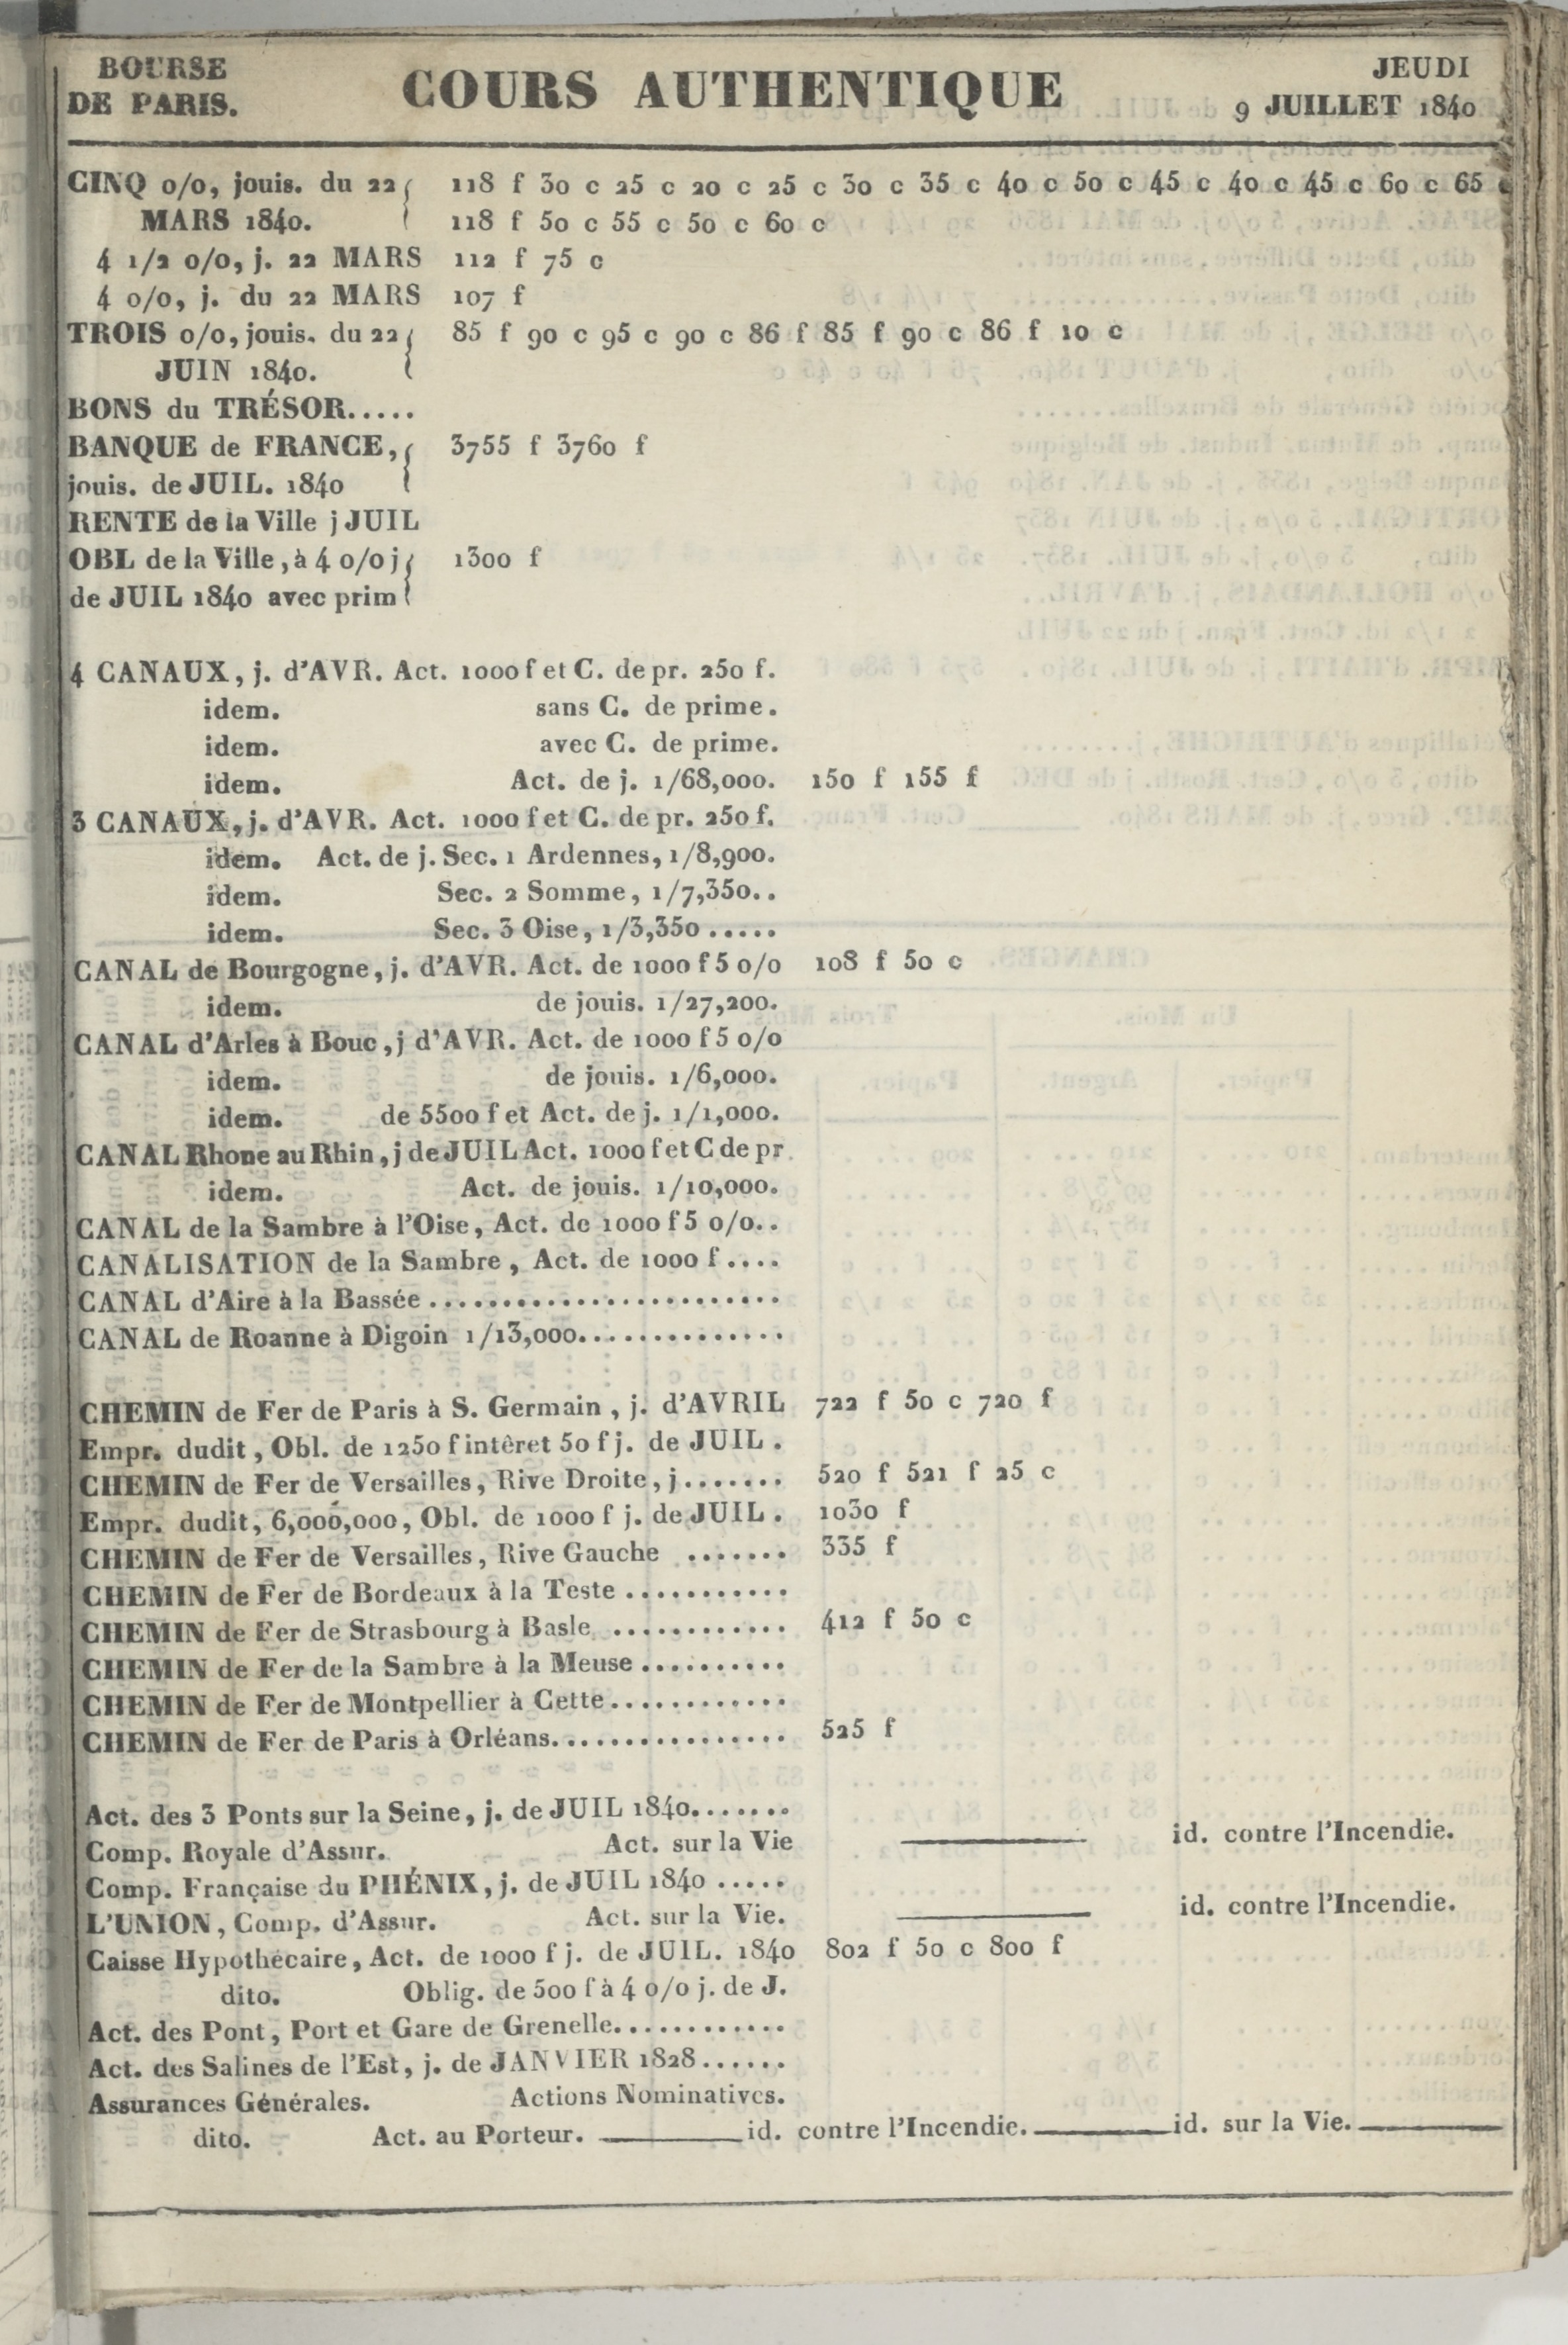 BOURSE
DE PARIS.
COURS AUTHENTIQUE
JEUDI
9 JUILLET 1840
CINQ o/o, jouis. du 22 118 f 30 c 25 c 20 c 25 c 30 c 35 c 40 c 50 c 45 c 40 c 45 c 60 c 65
MARS 1840. 118 f 50 c 55 c 50 c 60 c
4 1/2 o/o, j. 22 MARS 112 f 75 c
4 o/o, j. du 22 MARS 107 f
TROIS o/o, jouis. du 22 85 f 90 c 95 c 90 c 86 f 85 f 90 c 86 f 10 c
JUIN 1840.
BONS du TRÉSOR.....
BANQUE de FRANCE, 3755 f 3760 f
jouis. de JUIL. 1840
RENTE de la Ville j JUIL
OBL de la Ville, à 4 o/o j 1300 f
de JUIL 1840 avec prim
4 CANAUX, j. d'AVR. Act. 1000 f et C. de pr. 250 f.
idem. sans C. de prime.
idem. avec C. de prime.
idem. Act. de j. 1/68,000. 150 f 155 f
3 CANAUX, j. d'AVR. Act. 1000 f et C. de pr. 250 f.
idem. Act. de j. Sec. 1 Ardennes, 1/8,900.
idem. Sec. 2 Somme, 1/7,350..
idem. Sec. 3 Oise, 1/3,350.....
CANAL de Bourgogne, j. d'AVR. Act. de 1000 f 5 o/o 108 f 50 c
idem. de jouis. 1/27,200.
CANAL d'Arles à Bouc, j d'AVR. Act. de 1000 f 5 o/o
idem. de jouis. 1/6,000.
idem. de 5500 f et Act. de j. 1/1,000.
CANAL Rhone au Rhin, j de JUIL Act. 1000 f et C de pr
idem. Act. de jouis. 1/10,000.
CANAL de la Sambre à l'Oise, Act. de 1000 f 5 o/o..
CANALISATION de la Sambre, Act. de 1000 f....
CANAL d'Aire à la Bassée........................
CANAL de Roanne à Digoin 1/13,000..............
CHEMIN de Fer de Paris à S. Germain, j. d'AVRIL 722 f 50 c 720 f
Empr. dudit, Obl. de 1250 f intêret 50 f j. de JUIL.
CHEMIN de Fer de Versailles, Rive Droite, j....... 520 f 521 f 25 c
Empr. dudit, 6,000,000, Obl. de 1000 f j. de JUIL. 1030 f
CHEMIN de Fer de Versailles, Rive Gauche ....... 335 f
CHEMIN de Fer de Bordeaux à la Teste...........
CHEMIN de Fer de Strasbourg à Basle ............ 412 f 50 c
CHEMIN de Fer de la Sambre à la Meuse..........
CHEMIN de Fer de Montpellier à Cette............
CHEMIN de Fer de Paris à Orléans................ 525 f
Act. des 3 Ponts sur la Seine, j. de JUIL 1840.......
Comp. Royale d'Assur. Act. sur la Vie id. contre l'Incendie.
Comp. Française du PHÉNIX, j. de JUIL 1840.....
L'UNION, Comp. d'Assur. Act. sur la Vie. id. contre l'Incendie.
Caisse Hypothécaire, Act. de 1000 f j. de JUIL. 1840 802 f 50 c 800 f
dito. Oblig. de 500 f à 4 o/o j. de J.
Act. des Pont, Port et Gare de Grenelle............
Act. des Salines de l'Est, j. de JANVIER 1828......
Assurances Générales. Actions Nominatives.
dito. Act. au Porteur. id. contre l'Incendie. id. sur la Vie.